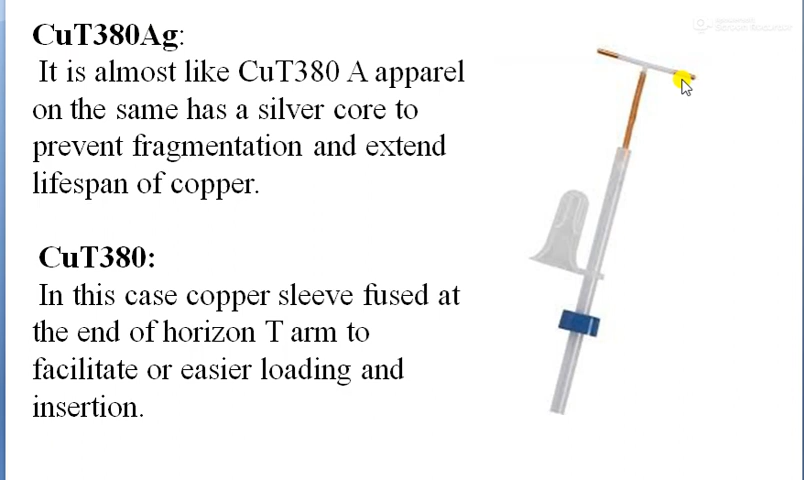 CuT380Ag:
It is almost like CuT380 A apparel
on the same has a silver core to
prevent fragmentation and extend
lifespan of copper.
CuT380:
In this case copper sleeve fused at
the end of horizon T arm to
facilitate or easier loading and
insertion.